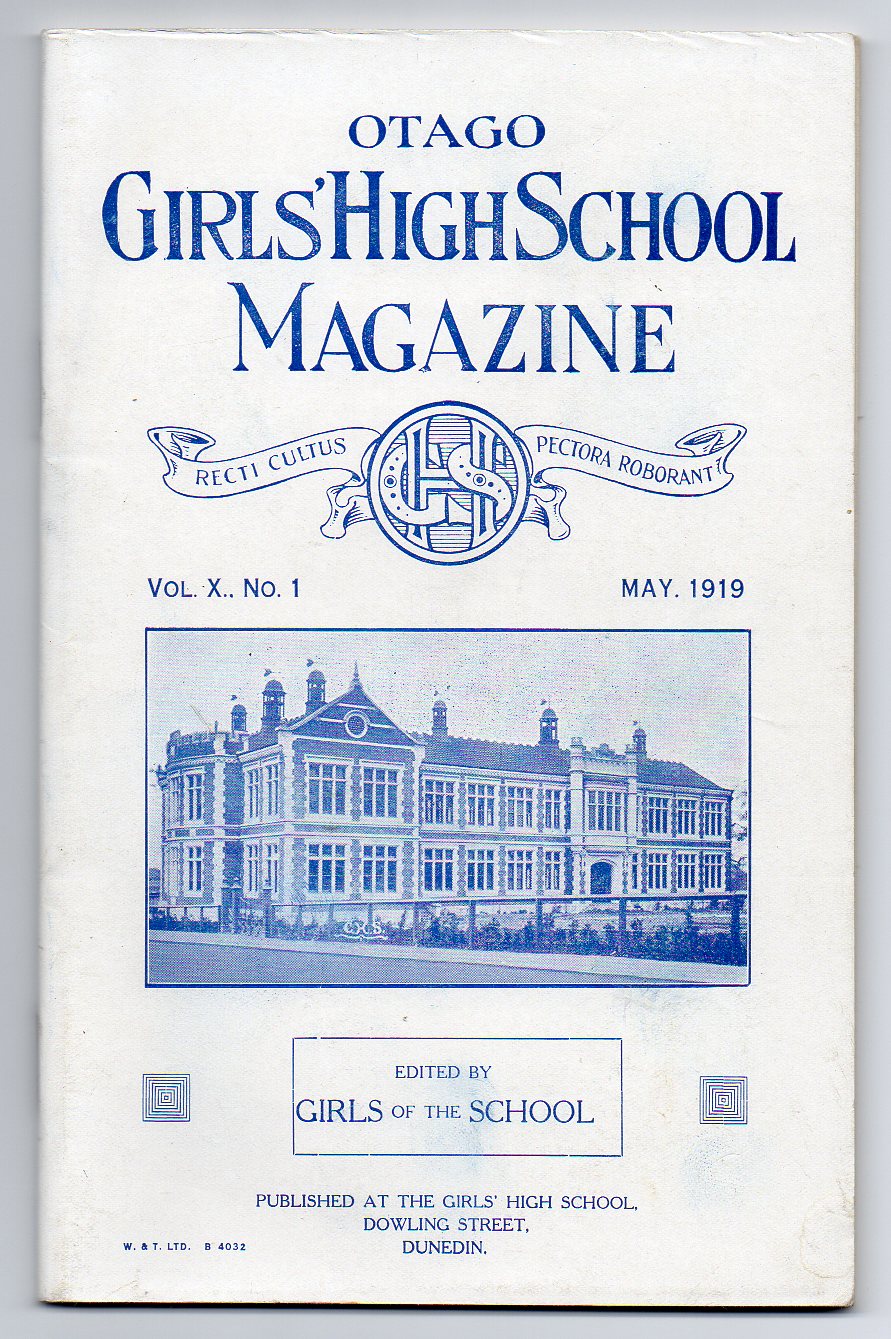 OTAGO
GIRLS' HIGH SCHOOL
MAGAZINE
RECTI CULTUS
PECTORA ROBORANT
GHS
VOL. X., No. 1
MAY. 1919
G.H.S.
EDITED BY
GIRLS OF THE SCHOOL
PUBLISHED AT THE GIRLS' HIGH SCHOOL,
DOWLING STREET,
DUNEDIN.
W. & T. LTD. B 4032